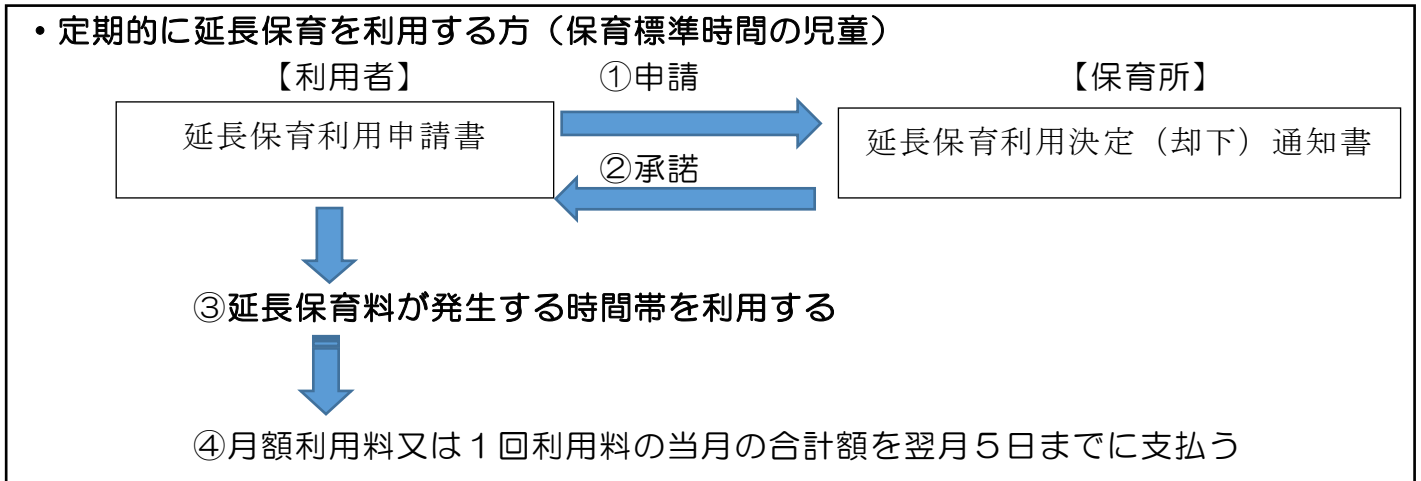 ・定期的に延長保育を利用する方（保育標準時間の児童）
【利用者】 ①申請 【保育所】
延長保育利用申請書 延長保育利用決定（却下）通知書
②承諾
③延長保育料が発生する時間帯を利用する
④月額利用料又は１回利用料の当月の合計額を翌月５日までに支払う